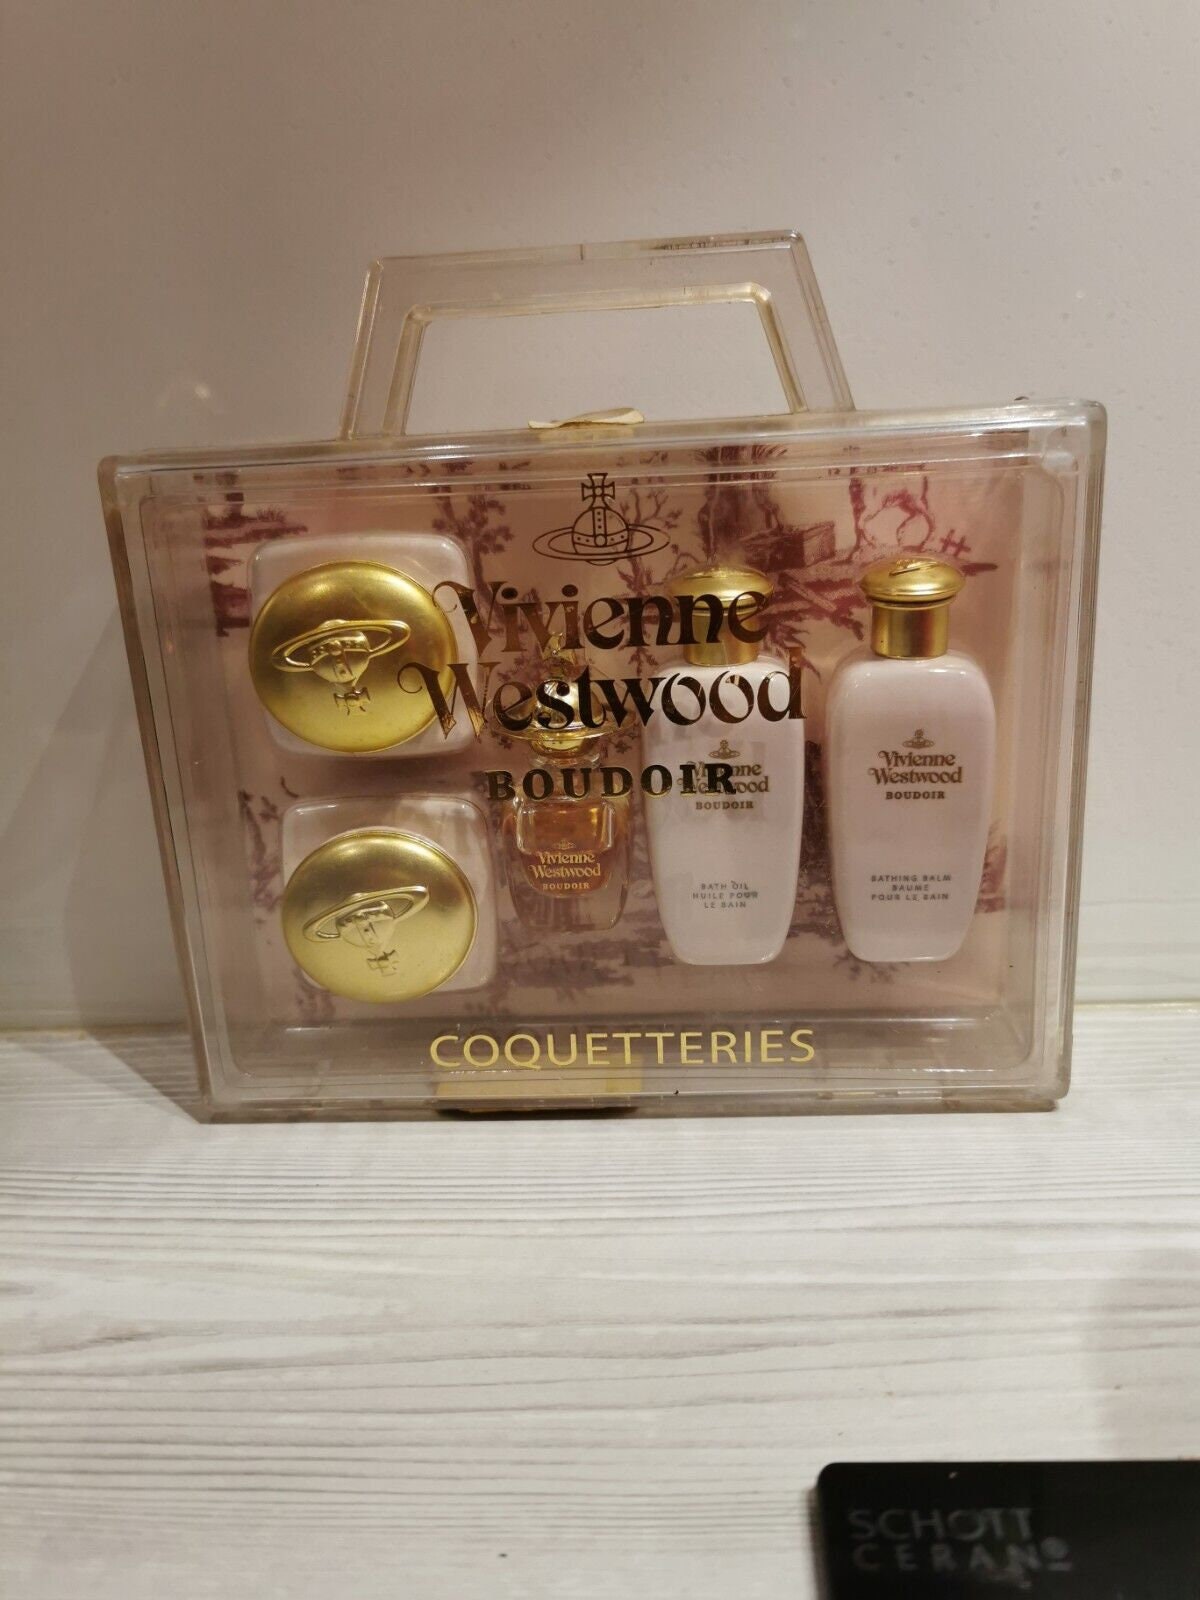 Vivienne
Westwood
BOUDOIR
Vivienne
Westwood
BOUDOIR
Vivienne
Westwood
BOUDOIR
BATH OIL
HUILE POUR
LE BAIN
Vivienne
Westwood
BOUDOIR
BATHING BALM
BAUME
POUR LE BAIN
COQUETTERIES
SCHOTT
CERAN®